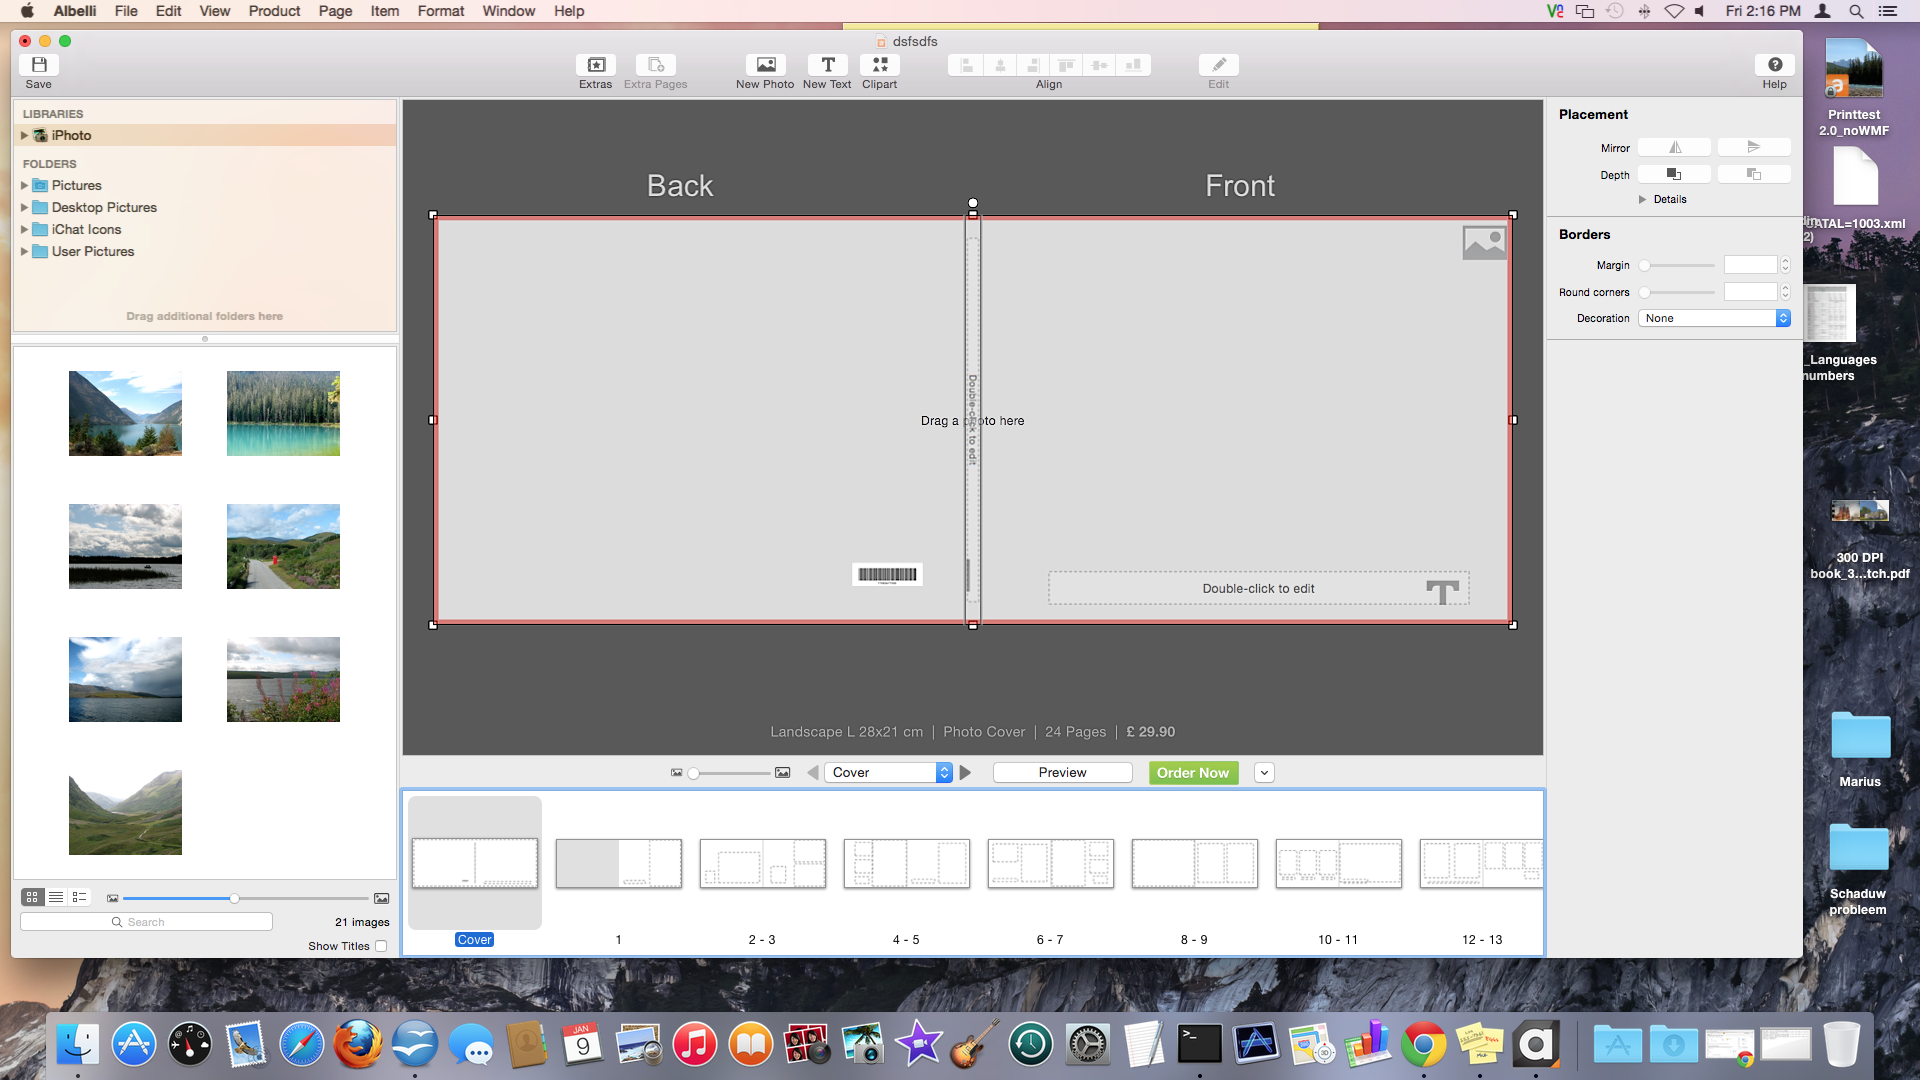 Albelli File Edit View Product Page Item Format Window Help
Fri 2:16 PM
dsfsdfs
Save
Extras
Extra Pages
New Photo
New Text
Clipart
Align
Edit
Help
LIBRARIES
iPhoto
FOLDERS
Pictures
Desktop Pictures
iChat Icons
User Pictures
Drag additional folders here
Search
21 images
Show Titles
Back
Front
Drag a photo here
Double-click to edit
Double-click to edit
Landscape L 28x21 cm | Photo Cover | 24 Pages | £ 29.90
Cover
Preview
Order Now
Cover
1
2 - 3
4 - 5
6 - 7
8 - 9
10 - 11
12 - 13
Placement
Mirror
Depth
Details
Borders
Margin
Round corners
Decoration
None
Printtest
2.0_noWMF
CATAL=1003.xml
2)
_Languages
numbers
300 DPI
book_3...tch.pdf
Marius
Schaduw
probleem
JAN
9